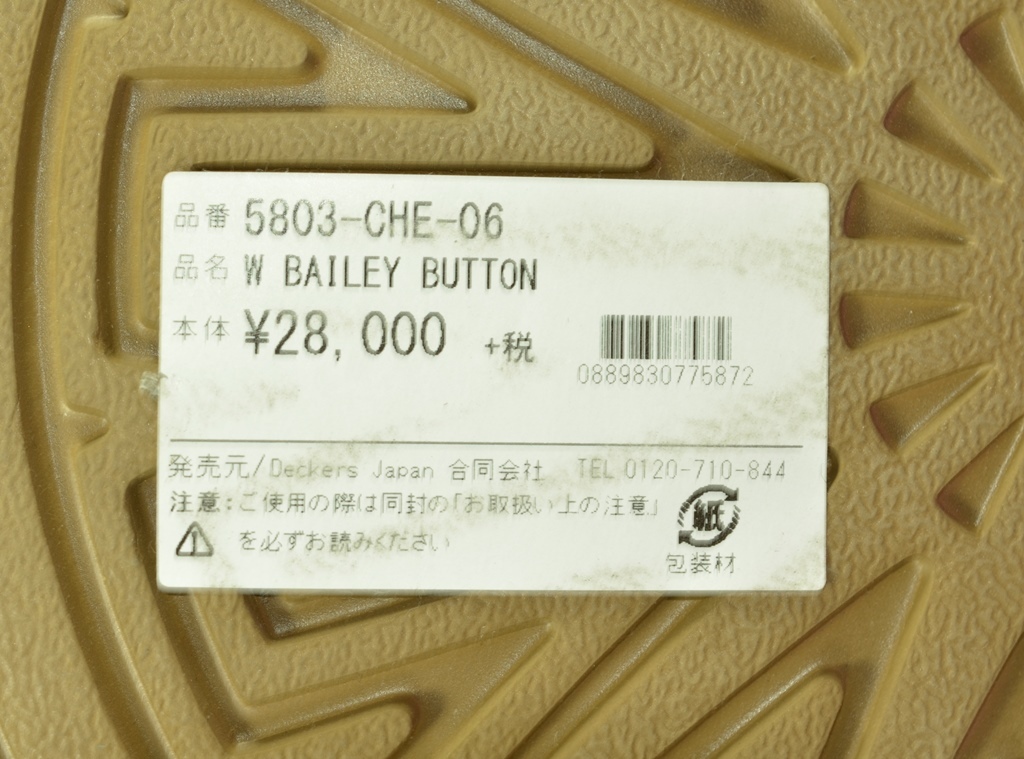 品番 5803-CHE-06
品名 W BAILEY BUTTON
本体 ¥28,000 +税
0889830775872
発売元/Deckers Japan 合同会社 TEL 0120-710-844
注意:ご使用の際は同封の「お取扱い上の注意」
を必ずお読みください
紙
包装材